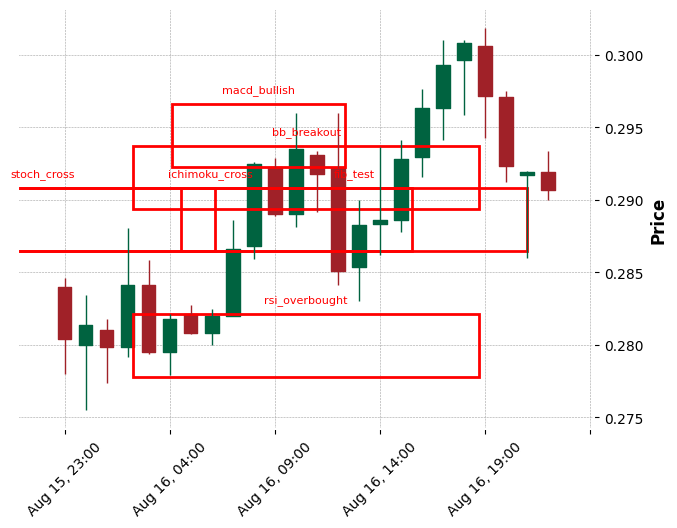 macd_bullish
bb_breakout
stoch_cross
ichimoku_cross
_test
rsi_overbought
0.300
0.295
0.290
0.285
0.280
0.275
Price
Aug 15, 23:00
Aug 16, 04:00
Aug 16, 09:00
Aug 16, 14:00
Aug 16, 19:00